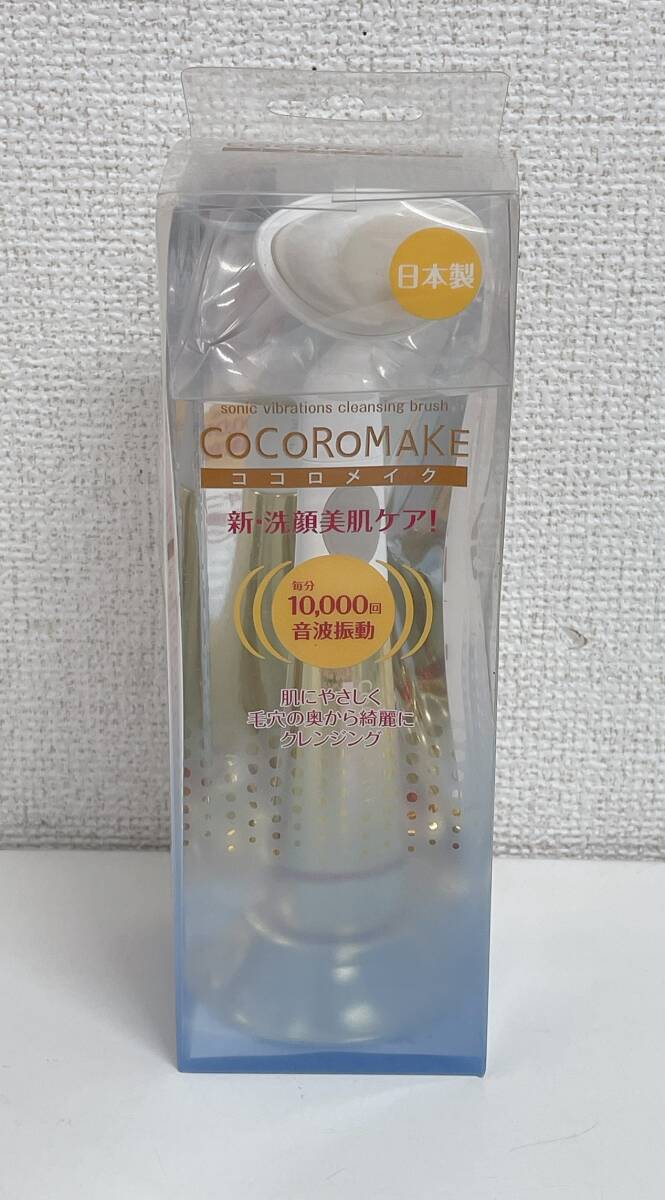 日本製
sonic vibrations cleansing brush
COCOROMAKE
ココロメイク
新・洗顔美肌ケア!
毎分
10,000回
音波振動
肌にやさしく
毛穴の奥から綺麗に
クレンジング